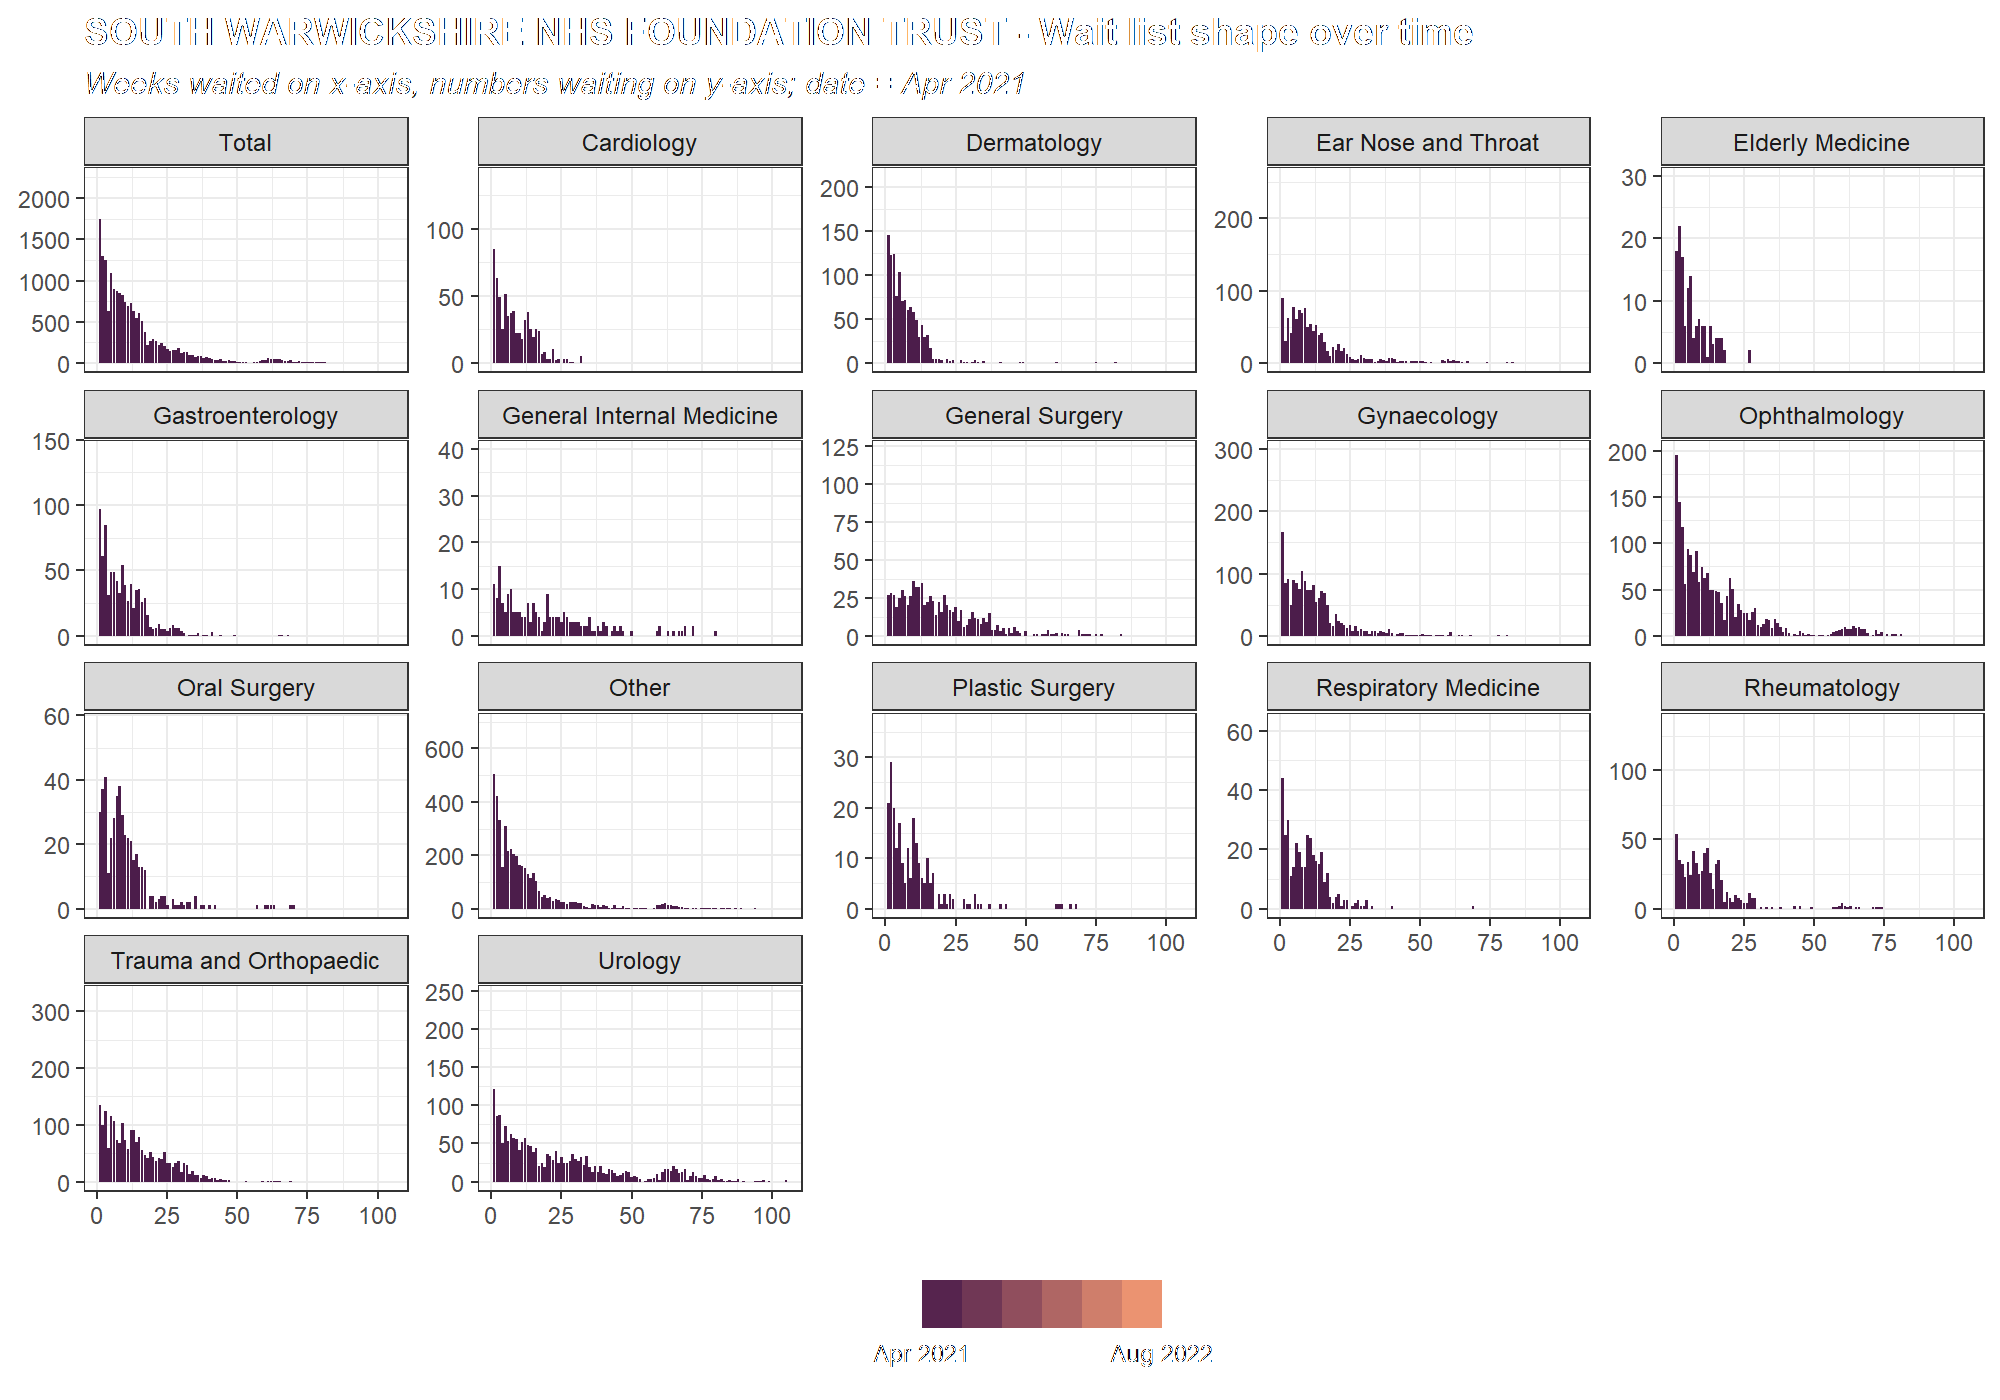 SOUTH WARWICKSHIRE NHS FOUNDATION TRUST - Wait list shape over time
Weeks waited on x-axis, numbers waiting on y-axis; date = Apr 2021
Total
Cardiology
Dermatology
Ear Nose and Throat
Elderly Medicine
2000
1500
1000
500
0
100
50
0
200
150
100
50
0
200
100
0
30
20
10
0
Gastroenterology
General Internal Medicine
General Surgery
Gynaecology
Ophthalmology
150
100
50
0
40
30
20
10
0
125
100
75
50
25
0
300
200
100
0
200
150
100
50
0
Oral Surgery
Other
Plastic Surgery
Respiratory Medicine
Rheumatology
60
40
20
0
600
400
200
0
30
20
10
0
60
40
20
0
100
50
0
0 25 50 75 100
0 25 50 75 100
0 25 50 75 100
Trauma and Orthopaedic
Urology
300
200
100
0
250
200
150
100
50
0
0 25 50 75 100
0 25 50 75 100
Apr 2021
Aug 2022